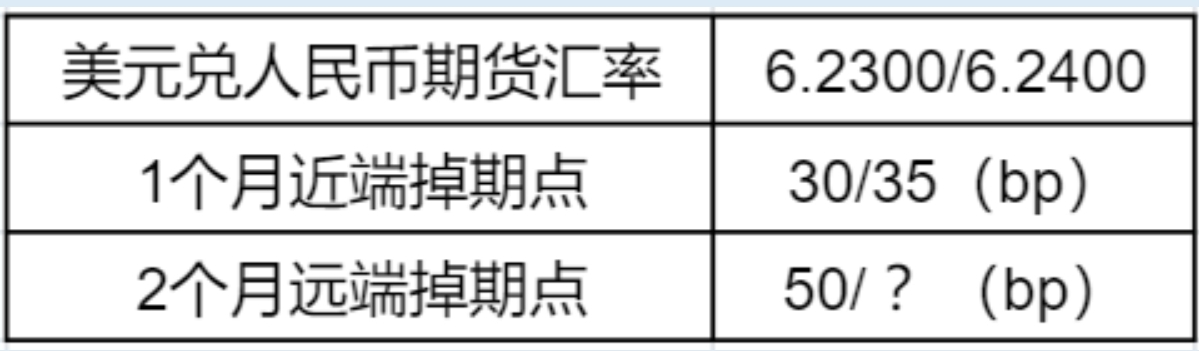 美元兑人民币期货汇率 6.2300/6.2400
1个月近端掉期点 30/35（bp）
2个月远端掉期点 50/？（bp）